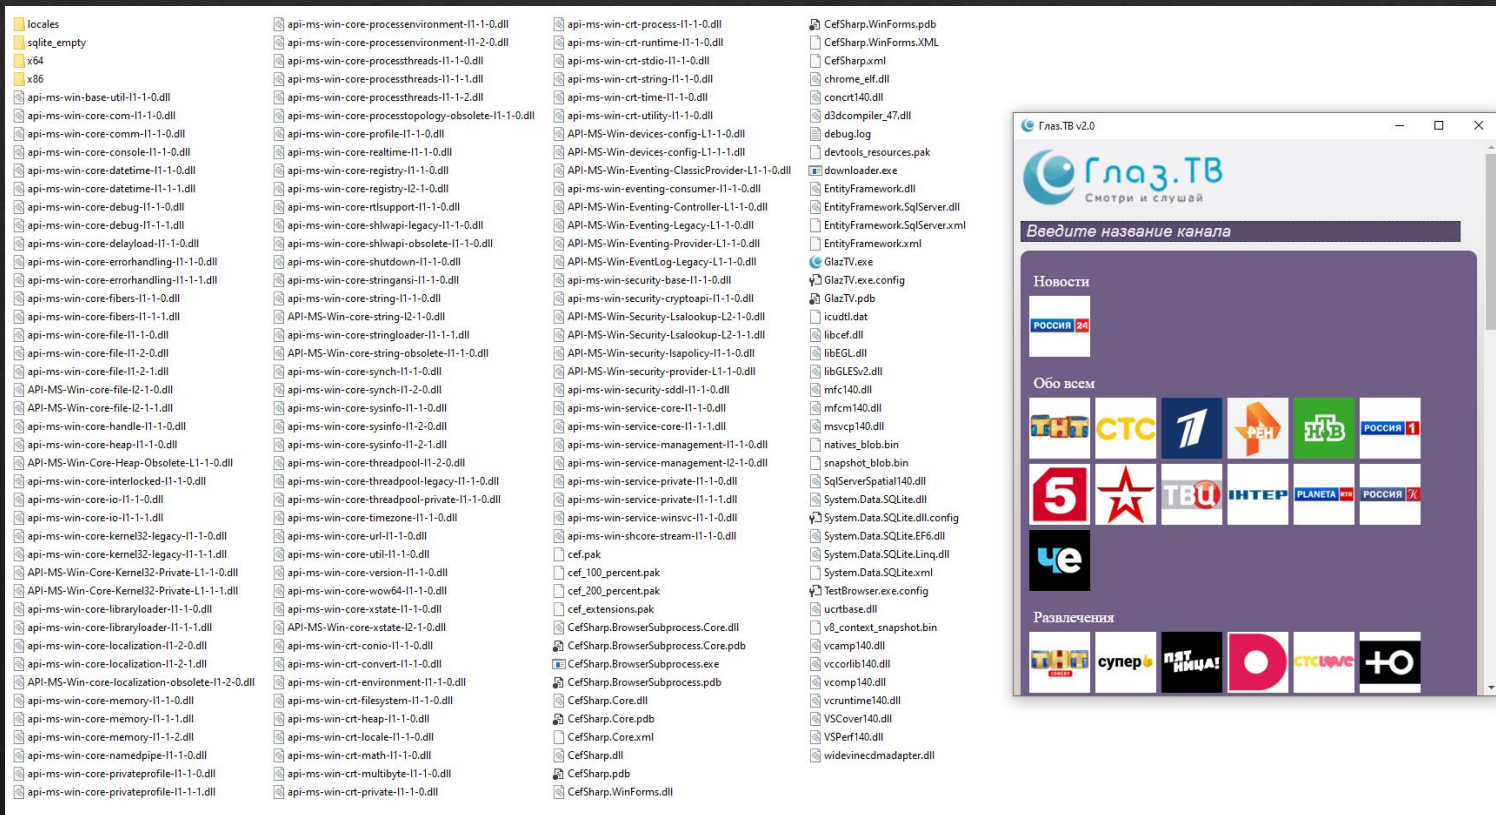 locales
sqlite_empty
x64
x86
api-ms-win-base-util-l1-1-0.dll
api-ms-win-core-com-l1-1-0.dll
api-ms-win-core-comm-l1-1-0.dll
api-ms-win-core-console-l1-1-0.dll
api-ms-win-core-datetime-l1-1-0.dll
api-ms-win-core-datetime-l1-1-1.dll
api-ms-win-core-debug-l1-1-0.dll
api-ms-win-core-debug-l1-1-1.dll
api-ms-win-core-delayload-l1-1-0.dll
api-ms-win-core-errorhandling-l1-1-0.dll
api-ms-win-core-errorhandling-l1-1-1.dll
api-ms-win-core-fibers-l1-1-0.dll
api-ms-win-core-fibers-l1-1-1.dll
api-ms-win-core-file-l1-1-0.dll
api-ms-win-core-file-l1-2-0.dll
api-ms-win-core-file-l1-2-1.dll
API-MS-Win-core-file-l2-1-0.dll
API-MS-Win-core-file-l2-1-1.dll
api-ms-win-core-handle-l1-1-0.dll
api-ms-win-core-heap-l1-1-0.dll
API-MS-Win-Core-Heap-Obsolete-L1-1-0.dll
api-ms-win-core-interlocked-l1-1-0.dll
api-ms-win-core-io-l1-1-0.dll
api-ms-win-core-io-l1-1-1.dll
api-ms-win-core-kernel32-legacy-l1-1-0.dll
api-ms-win-core-kernel32-legacy-l1-1-1.dll
API-MS-Win-Core-Kernel32-Private-L1-1-0.dll
API-MS-Win-Core-Kernel32-Private-L1-1-1.dll
api-ms-win-core-libraryloader-l1-1-0.dll
api-ms-win-core-libraryloader-l1-1-1.dll
api-ms-win-core-localization-l1-2-0.dll
api-ms-win-core-localization-l1-2-1.dll
API-MS-Win-core-localization-obsolete-l1-2-0.dll
api-ms-win-core-memory-l1-1-0.dll
api-ms-win-core-memory-l1-1-1.dll
api-ms-win-core-memory-l1-1-2.dll
api-ms-win-core-namedpipe-l1-1-0.dll
api-ms-win-core-privateprofile-l1-1-0.dll
api-ms-win-core-privateprofile-l1-1-1.dll
api-ms-win-core-processenvironment-l1-1-0.dll
api-ms-win-core-processenvironment-l1-2-0.dll
api-ms-win-core-processthreads-l1-1-0.dll
api-ms-win-core-processthreads-l1-1-1.dll
api-ms-win-core-processthreads-l1-1-2.dll
api-ms-win-core-processtopology-obsolete-l1-1-0.dll
api-ms-win-core-profile-l1-1-0.dll
api-ms-win-core-realtime-l1-1-0.dll
api-ms-win-core-registry-l1-1-0.dll
api-ms-win-core-registry-l2-1-0.dll
api-ms-win-core-rtlsupport-l1-1-0.dll
api-ms-win-core-shlwapi-legacy-l1-1-0.dll
api-ms-win-core-shlwapi-obsolete-l1-1-0.dll
api-ms-win-core-shutdown-l1-1-0.dll
api-ms-win-core-stringansi-l1-1-0.dll
api-ms-win-core-string-l1-1-0.dll
API-MS-Win-core-string-l2-1-0.dll
api-ms-win-core-stringloader-l1-1-1.dll
API-MS-Win-core-string-obsolete-l1-1-0.dll
api-ms-win-core-synch-l1-1-0.dll
api-ms-win-core-synch-l1-2-0.dll
api-ms-win-core-sysinfo-l1-1-0.dll
api-ms-win-core-sysinfo-l1-2-0.dll
api-ms-win-core-sysinfo-l1-2-1.dll
api-ms-win-core-threadpool-l1-2-0.dll
api-ms-win-core-threadpool-legacy-l1-1-0.dll
api-ms-win-core-threadpool-private-l1-1-0.dll
api-ms-win-core-timezone-l1-1-0.dll
api-ms-win-core-url-l1-1-0.dll
api-ms-win-core-util-l1-1-0.dll
api-ms-win-core-version-l1-1-0.dll
api-ms-win-core-wow64-l1-1-0.dll
api-ms-win-core-xstate-l1-1-0.dll
API-MS-Win-core-xstate-l2-1-0.dll
api-ms-win-crt-conio-l1-1-0.dll
api-ms-win-crt-convert-l1-1-0.dll
api-ms-win-crt-environment-l1-1-0.dll
api-ms-win-crt-filesystem-l1-1-0.dll
api-ms-win-crt-heap-l1-1-0.dll
api-ms-win-crt-locale-l1-1-0.dll
api-ms-win-crt-math-l1-1-0.dll
api-ms-win-crt-multibyte-l1-1-0.dll
api-ms-win-crt-private-l1-1-0.dll
api-ms-win-crt-process-l1-1-0.dll
api-ms-win-crt-runtime-l1-1-0.dll
api-ms-win-crt-stdio-l1-1-0.dll
api-ms-win-crt-string-l1-1-0.dll
api-ms-win-crt-time-l1-1-0.dll
api-ms-win-crt-utility-l1-1-0.dll
API-MS-Win-devices-config-L1-1-0.dll
API-MS-Win-devices-config-L1-1-1.dll
API-MS-Win-Eventing-ClassicProvider-L1-1-0.dll
api-ms-win-eventing-consumer-l1-1-0.dll
API-MS-Win-Eventing-Controller-L1-1-0.dll
API-MS-Win-Eventing-Legacy-L1-1-0.dll
API-MS-Win-Eventing-Provider-L1-1-0.dll
API-MS-Win-EventLog-Legacy-L1-1-0.dll
api-ms-win-security-base-l1-1-0.dll
api-ms-win-security-cryptoapi-l1-1-0.dll
API-MS-Win-Security-Lsalookup-L2-1-0.dll
API-MS-Win-Security-Lsalookup-L2-1-1.dll
API-MS-Win-security-lsapolicy-l1-1-0.dll
API-MS-Win-security-provider-L1-1-0.dll
api-ms-win-security-sddl-l1-1-0.dll
api-ms-win-service-core-l1-1-0.dll
api-ms-win-service-core-l1-1-1.dll
api-ms-win-service-management-l1-1-0.dll
api-ms-win-service-management-l2-1-0.dll
api-ms-win-service-private-l1-1-0.dll
api-ms-win-service-private-l1-1-1.dll
api-ms-win-service-winsvc-l1-1-0.dll
api-ms-win-shcore-stream-l1-1-0.dll
cef.pak
cef_100_percent.pak
cef_200_percent.pak
cef_extensions.pak
CefSharp.BrowserSubprocess.Core.dll
CefSharp.BrowserSubprocess.Core.pdb
CefSharp.BrowserSubprocess.exe
CefSharp.BrowserSubprocess.pdb
CefSharp.Core.dll
CefSharp.Core.pdb
CefSharp.Core.xml
CefSharp.dll
CefSharp.pdb
CefSharp.WinForms.dll
CefSharp.WinForms.pdb
CefSharp.WinForms.XML
CefSharp.xml
chrome_elf.dll
concrt140.dll
d3dcompiler_47.dll
debug.log
devtools_resources.pak
downloader.exe
EntityFramework.dll
EntityFramework.SqlServer.dll
EntityFramework.SqlServer.xml
EntityFramework.xml
GlazTV.exe
GlazTV.exe.config
GlazTV.pdb
icudtl.dat
libcef.dll
libEGL.dll
libGLESv2.dll
mfc140.dll
mfcm140.dll
msvcp140.dll
natives_blob.bin
snapshot_blob.bin
SqlServerSpatial140.dll
System.Data.SQLite.dll
System.Data.SQLite.dll.config
System.Data.SQLite.EF6.dll
System.Data.SQLite.Linq.dll
System.Data.SQLite.xml
TestBrowser.exe.config
ucrtbase.dll
v8_context_snapshot.bin
vcamp140.dll
vccorlib140.dll
vcomp140.dll
vcruntime140.dll
VSCover140.dll
VSPerf140.dll
widevinecdmadapter.dll
Глаз.ТВ v2.0
Глаз.ТВ
Смотри и слушай
Введите название канала
Новости
РОССИЯ 24
Обо всем
ТНТ СТС 1 РЕН НТВ РОССИЯ 1
5 ТВЦ ІНТЕР PLANETA RTR РОССИЯ К
че
Развлечения
ТНТ COMEDY супер ПЯТНИЦА! СТСLOVE Ю